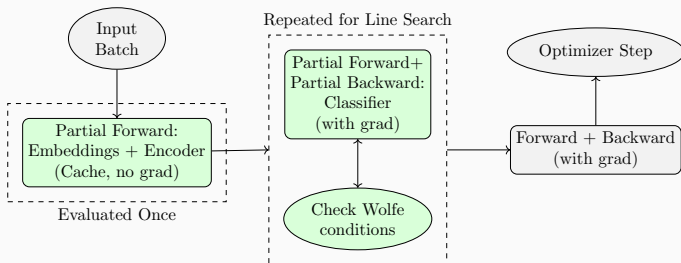 Input
Batch
Partial Forward:
Embeddings + Encoder
(Cache, no grad)
Evaluated Once
Repeated for Line Search
Partial Forward+
Partial Backward:
Classifier
(with grad)
Check Wolfe
conditions
Optimizer Step
Forward + Backward
(with grad)